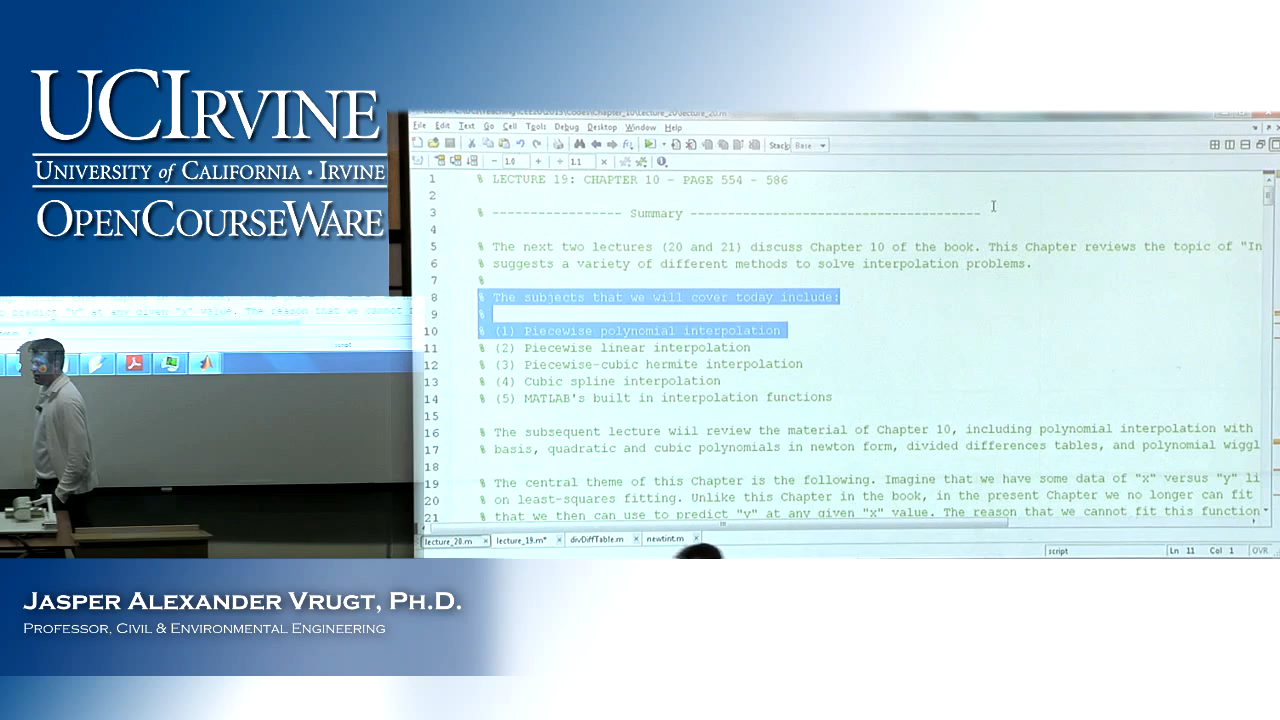 UCIRVINE
UNIVERSITY of CALIFORNIA · IRVINE
OPENCOURSEWARE
predict "y" at any given "x" value. The reason that we cannot
script
JASPER ALEXANDER VRUGT, PH.D.
PROFESSOR, CIVIL & ENVIRONMENTAL ENGINEERING
File Edit Text Go Cell Tools Debug Desktop Window Help
Stack: Base
1.0 1.1
1 % LECTURE 19: CHAPTER 10 - PAGE 554 - 586
2
3 % ----------------- Summary --------------------------------------
4
5 % The next two lectures (20 and 21) discuss Chapter 10 of the book. This Chapter reviews the topic of "In
6 % suggests a variety of different methods to solve interpolation problems.
7 %
8 % The subjects that we will cover today include:
9 %
10 % (1) Piecewise polynomial interpolation
11 % (2) Piecewise linear interpolation
12 % (3) Piecewise-cubic hermite interpolation
13 % (4) Cubic spline interpolation
14 % (5) MATLAB's built in interpolation functions
15
16 % The subsequent lecture will review the material of Chapter 10, including polynomial interpolation with
17 % basis, quadratic and cubic polynomials in newton form, divided differences tables, and polynomial wiggl
18
19 % The central theme of this Chapter is the following. Imagine that we have some data of "x" versus "y" li
20 % on least-squares fitting. Unlike this Chapter in the book, in the present Chapter we no longer can fit
21 % that we then can use to predict "y" at any given "x" value. The reason that we cannot fit this function
lecture_20.m lecture_19.m* divDiffTable.m newtint.m
script Ln 11 Col 1 OVR